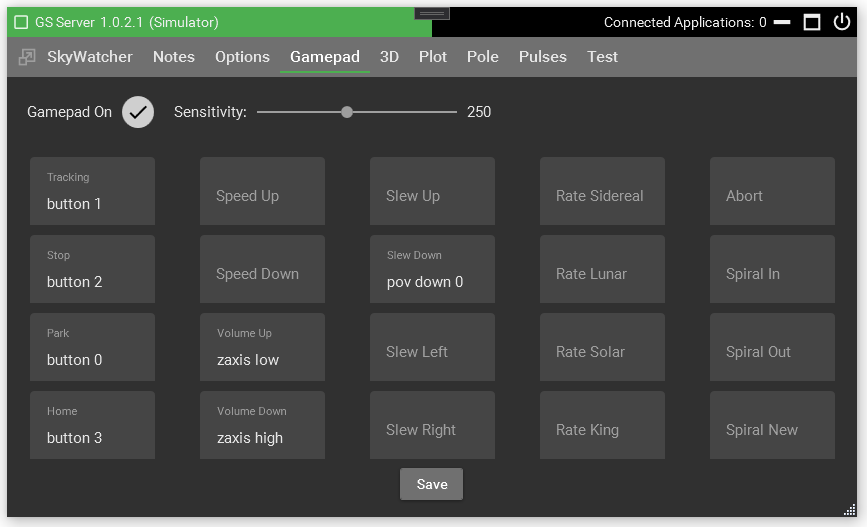 GS Server 1.0.2.1 (Simulator) Connected Applications: 0
SkyWatcher Notes Options Gamepad 3D Plot Pole Pulses Test
Gamepad On Sensitivity: 250
Tracking
button 1 Speed Up Slew Up Rate Sidereal Abort
Stop Slew Down
button 2 Speed Down pov down 0 Rate Lunar Spiral In
Park Volume Up
button 0 zaxis low Slew Left Rate Solar Spiral Out
Home Volume Down
button 3 zaxis high Slew Right Rate King Spiral New
Save